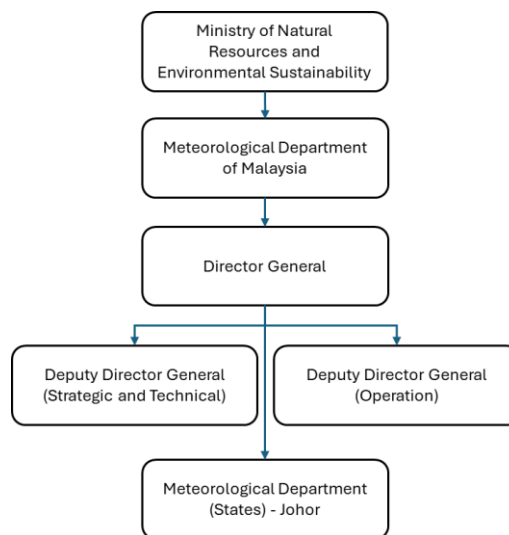 Ministry of Natural
Resources and
Environmental Sustainability
Meteorological Department
of Malaysia
Director General
Deputy Director General
(Strategic and Technical)
Deputy Director General
(Operation)
Meteorological Department
(States) - Johor